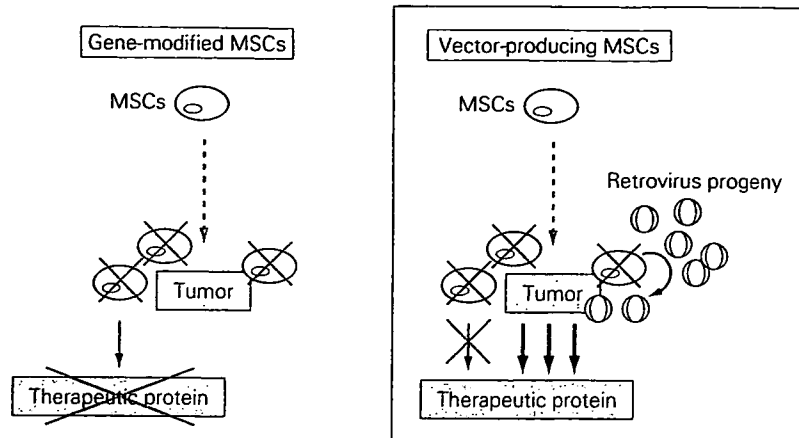 Gene-modified MSCs
MSCs
Tumor
Therapeutic protein
Vector-producing MSCs
MSCs
Retrovirus progeny
Tumor
Therapeutic protein